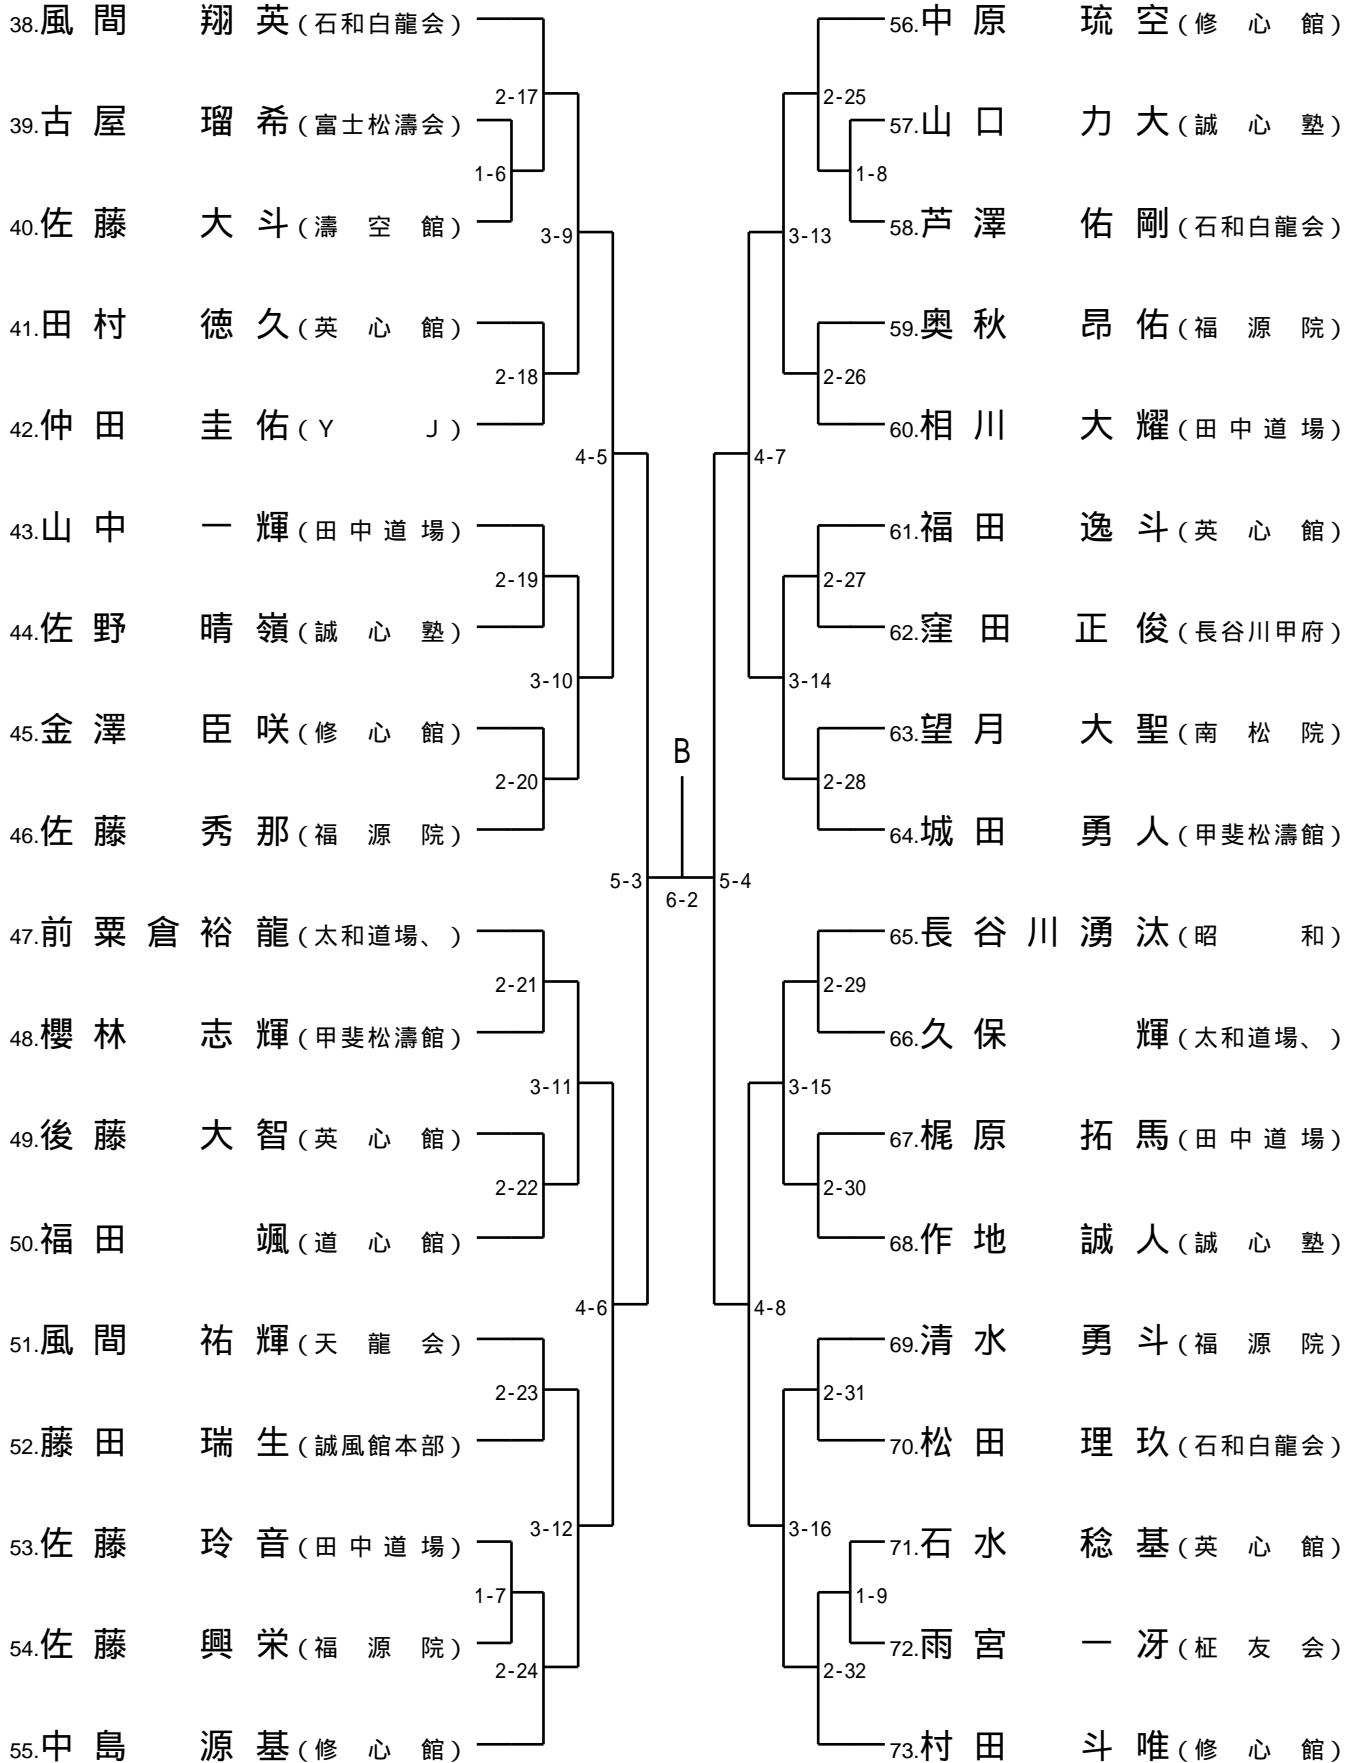 38.風間 翔英(石和白龍会)
2-17
39.古屋 瑠希(富士松濤会)
1-6
40.佐藤 大斗(濤空館)
3-9
41.田村 徳久(英心館)
2-18
42.仲田 圭佑(Y J)
4-5
43.山中 一輝(田中道場)
2-19
44.佐野 晴嶺(誠心塾)
3-10
45.金澤 臣咲(修心館)
2-20
46.佐藤 秀那(福源院)
5-3
47.前粟倉裕龍(太和道場、)
2-21
48.櫻林 志輝(甲斐松濤館)
3-11
49.後藤 大智(英心館)
2-22
50.福田 颯(道心館)
4-6
51.風間 祐輝(天龍会)
2-23
52.藤田 瑞生(誠風館本部)
3-12
53.佐藤 玲音(田中道場)
1-7
54.佐藤 興栄(福源院)
2-24
55.中島 源基(修心館)
B
6-2
56.中原 琉空(修心館)
2-25
57.山口 力大(誠心塾)
1-8
58.芦澤 佑剛(石和白龍会)
3-13
59.奥秋 昂佑(福源院)
2-26
60.相川 大耀(田中道場)
4-7
61.福田 逸斗(英心館)
2-27
62.窪田 正俊(長谷川甲府)
3-14
63.望月 大聖(南松院)
2-28
64.城田 勇人(甲斐松濤館)
5-4
65.長谷川湧汰(昭和)
2-29
66.久保 輝(太和道場、)
3-15
67.梶原 拓馬(田中道場)
2-30
68.作地 誠人(誠心塾)
4-8
69.清水 勇斗(福源院)
2-31
70.松田 理玖(石和白龍会)
3-16
71.石水 稔基(英心館)
1-9
72.雨宮 一冴(柾友会)
2-32
73.村田 斗唯(修心館)